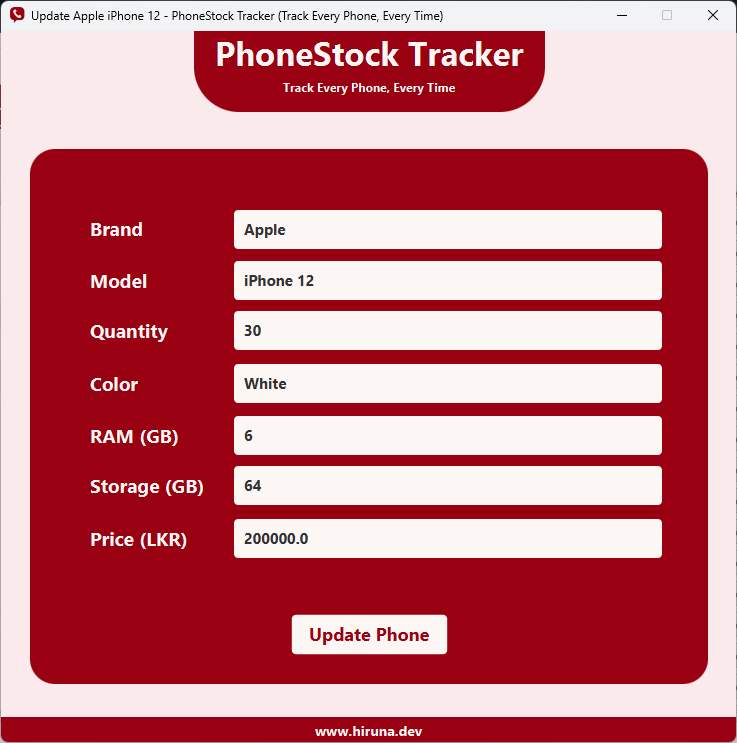 Update Apple iPhone 12 - PhoneStock Tracker (Track Every Phone, Every Time)
PhoneStock Tracker
Track Every Phone, Every Time
Brand Apple
Model iPhone 12
Quantity 30
Color White
RAM (GB) 6
Storage (GB) 64
Price (LKR) 200000.0
Update Phone
www.hiruna.dev